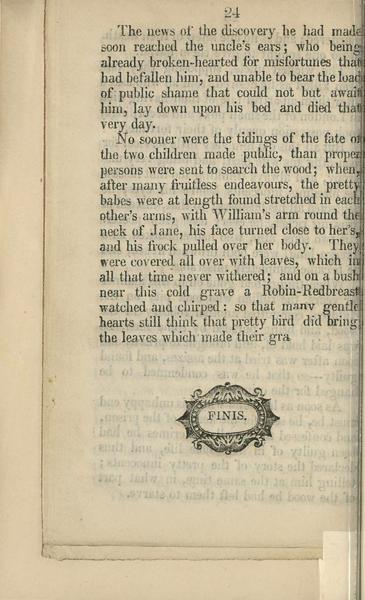 24
The news of the discovery he had made
soon reached the uncle's ears; who being
already broken-hearted for misfortunes that
had befallen him, and unable to bear the load
of public shame that could not but await
him, lay down upon his bed and died that
very day.
No sooner were the tidings of the fate of
the two children made public, than proper
persons were sent to search the wood; when,
after many fruitless endeavours, the pretty
babes were at length found stretched in each
other's arms, with William's arm round the
neck of Jane, his face turned close to her's,
and his frock pulled over her body. They
were covered all over with leaves, which in
all that time never withered; and on a bush
near this cold grave a Robin-Redbreast
watched and chirped: so that many gentle
hearts still think that pretty bird did bring
the leaves which made their gra
FINIS.